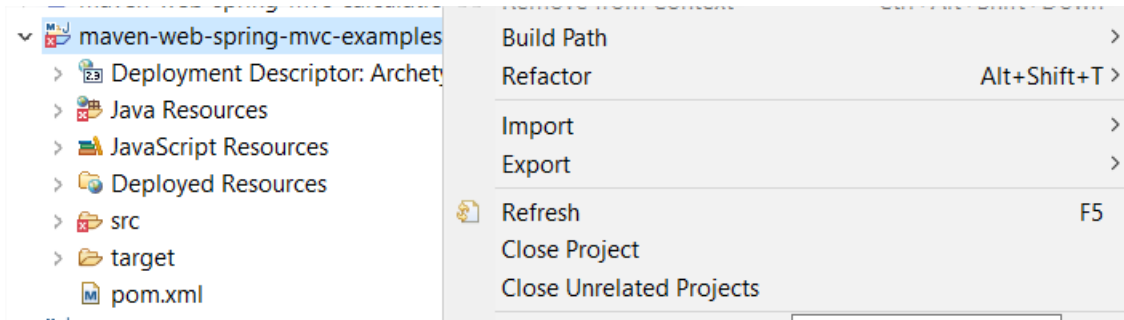 maven-web-spring-mvc-examples
Deployment Descriptor: Archet
Java Resources
JavaScript Resources
Deployed Resources
src
target
pom.xml
Build Path
Refactor Alt+Shift+T
Import
Export
Refresh F5
Close Project
Close Unrelated Projects